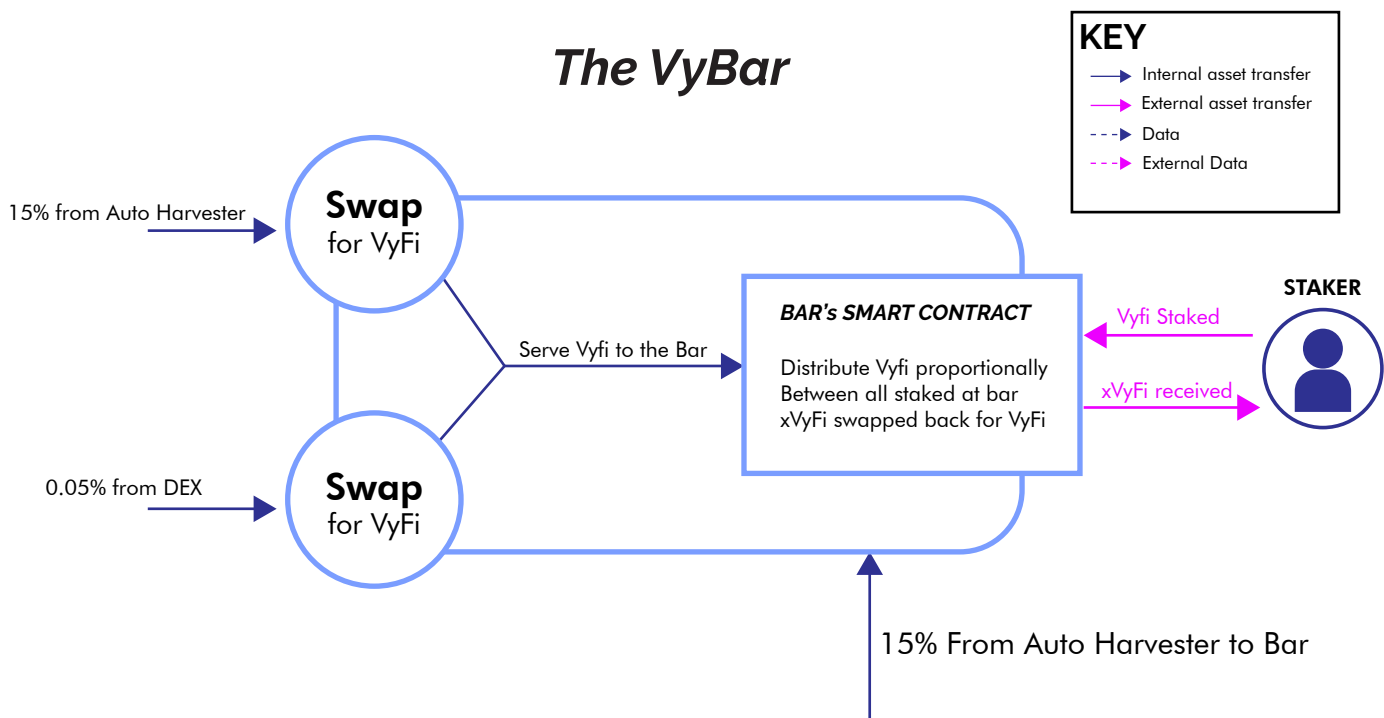 The VyBar
KEY
Internal asset transfer
External asset transfer
Data
External Data
15% from Auto Harvester
Swap
for VyFi
BAR's SMART CONTRACT
Distribute Vyfi proportionally
Between all staked at bar
xVyFi swapped back for VyFi
Serve Vyfi to the Bar
STAKER
Vyfi Staked
xVyFi received
0.05% from DEX
Swap
for VyFi
15% From Auto Harvester to Bar